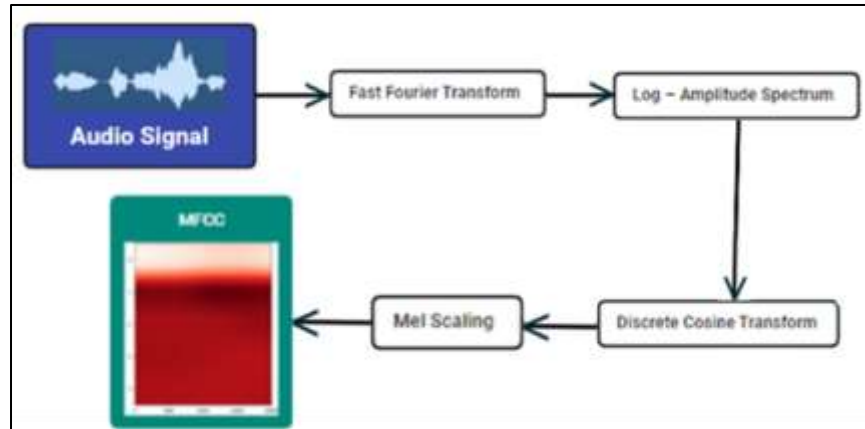 Audio Signal
Fast Fourier Transform
Log – Amplitude Spectrum
Discrete Cosine Transform
Mel Scaling
MFCC